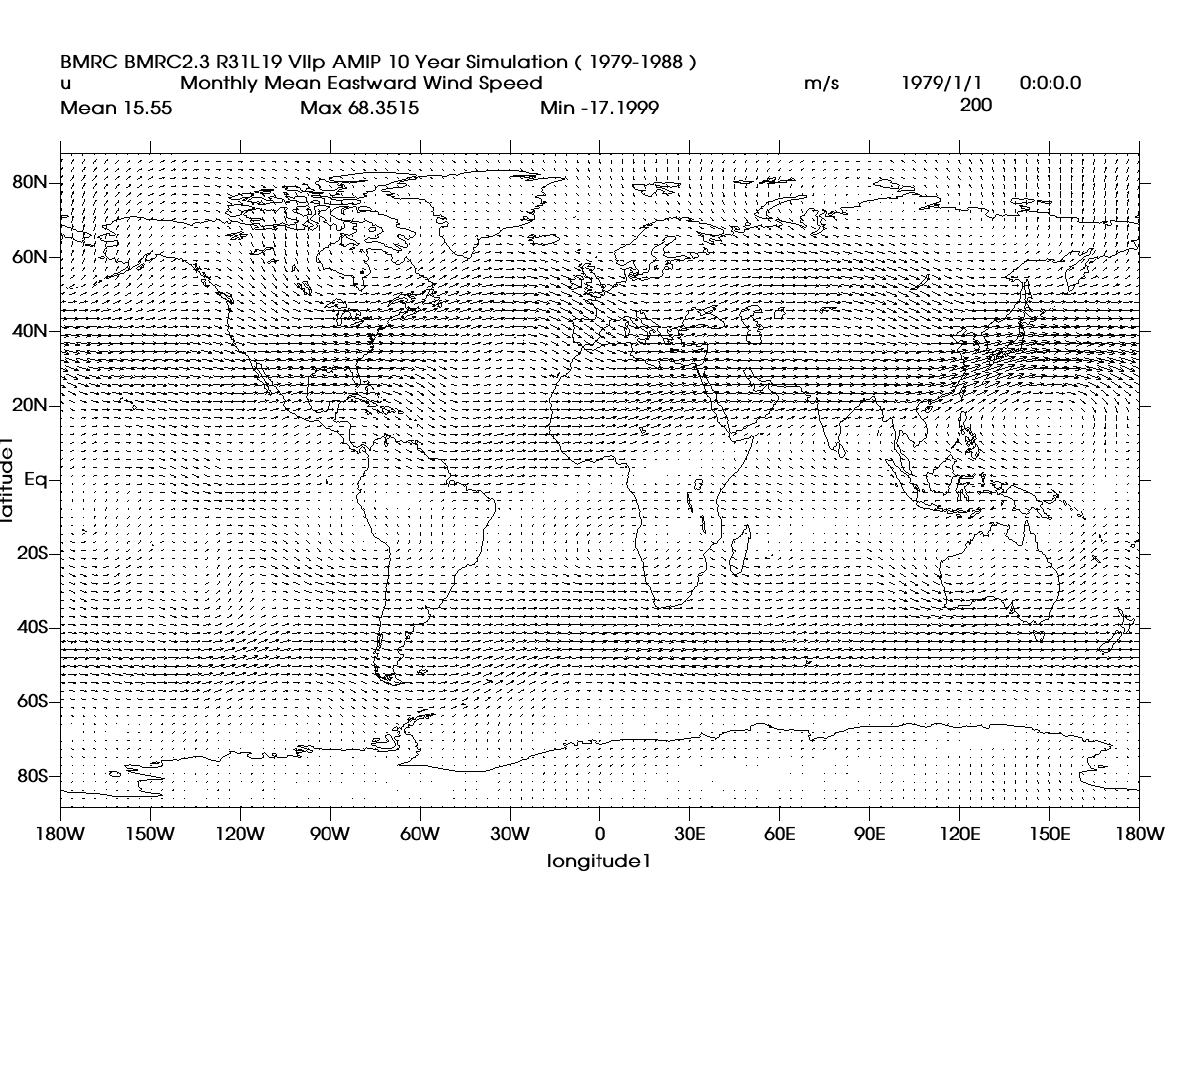 BMRC BMRC2.3 R31L19 VIIp AMIP 10 Year Simulation ( 1979-1988 )
u Monthly Mean Eastward Wind Speed m/s 1979/1/1 0:0:0.0
Mean 15.55 Max 68.3515 Min -17.1999 200
80N
60N
40N
20N
Eq
20S
40S
60S
80S
latitude1
180W 150W 120W 90W 60W 30W 0 30E 60E 90E 120E 150E 180W
longitude1